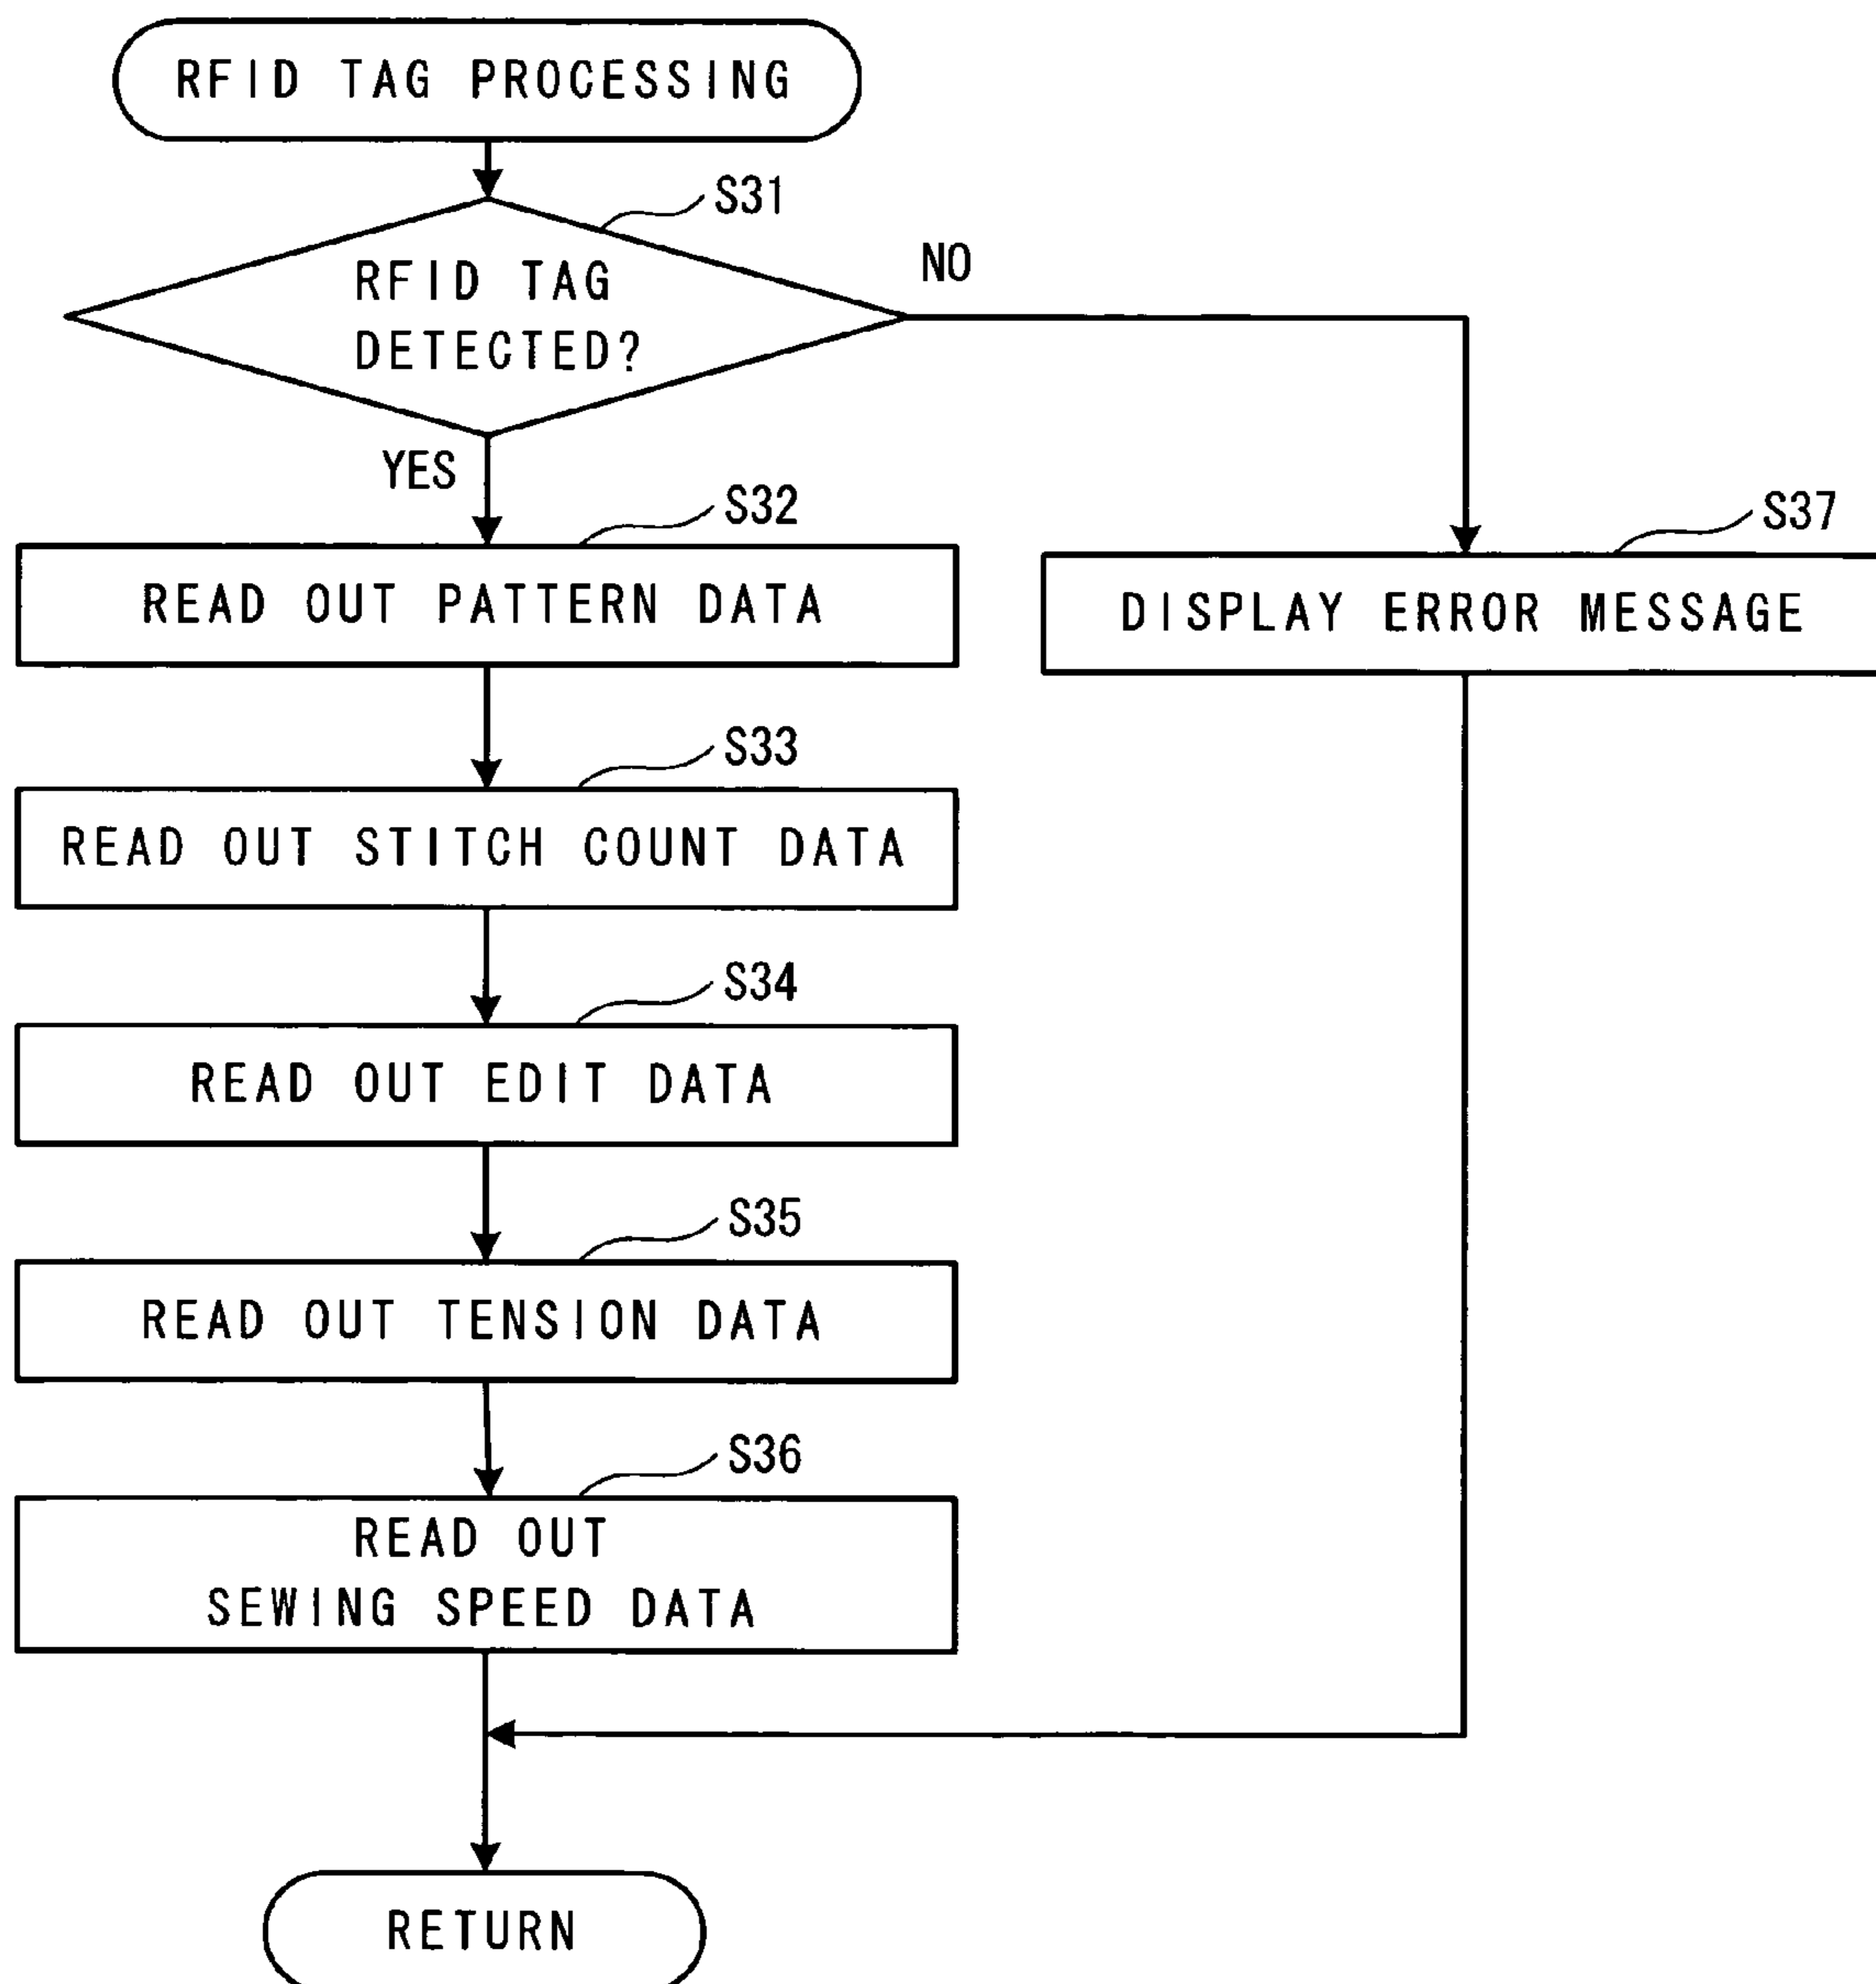 RFID TAG PROCESSING
S31
RFID TAG
DETECTED?
NO
YES
S32
READ OUT PATTERN DATA
S37
DISPLAY ERROR MESSAGE
S33
READ OUT STITCH COUNT DATA
S34
READ OUT EDIT DATA
S35
READ OUT TENSION DATA
S36
READ OUT
SEWING SPEED DATA
RETURN